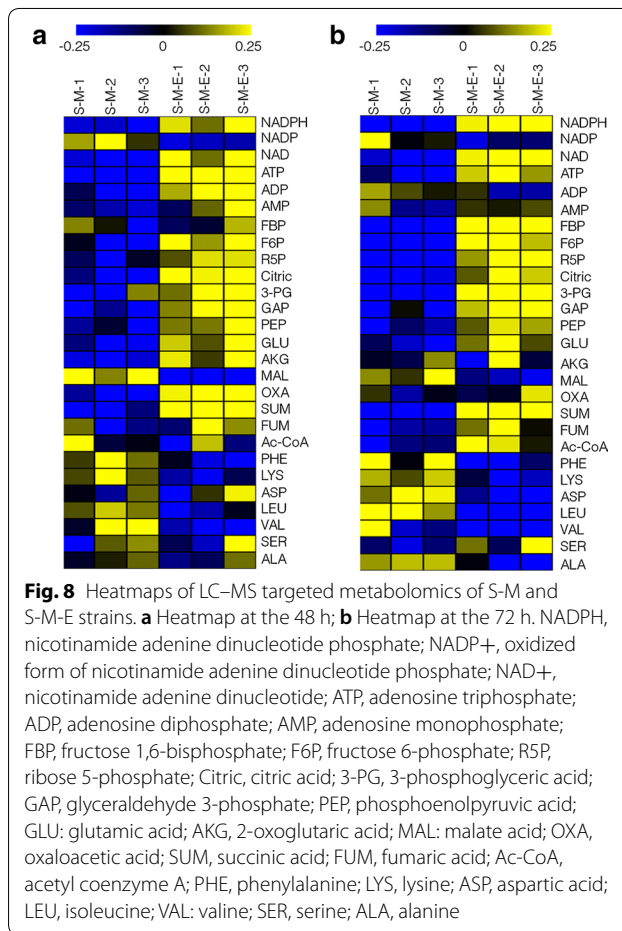 a
-0.25 0 0.25
S-M-1 S-M-2 S-M-3 S-M-E-1 S-M-E-2 S-M-E-3
NADPH
NADP
NAD
ATP
ADP
AMP
FBP
F6P
R5P
Citric
3-PG
GAP
PEP
GLU
AKG
MAL
OXA
SUM
FUM
Ac-CoA
PHE
LYS
ASP
LEU
VAL
SER
ALA
b
-0.25 0 0.25
S-M-1 S-M-2 S-M-3 S-M-E-1 S-M-E-2 S-M-E-3
NADPH
NADP
NAD
ATP
ADP
AMP
FBP
F6P
R5P
Citric
3-PG
GAP
PEP
GLU
AKG
MAL
OXA
SUM
FUM
Ac-CoA
PHE
LYS
ASP
LEU
VAL
SER
ALA
Fig. 8 Heatmaps of LC–MS targeted metabolomics of S-M and
S-M-E strains. a Heatmap at the 48 h; b Heatmap at the 72 h. NADPH,
nicotinamide adenine dinucleotide phosphate; NADP+, oxidized
form of nicotinamide adenine dinucleotide phosphate; NAD+,
nicotinamide adenine dinucleotide; ATP, adenosine triphosphate;
ADP, adenosine diphosphate; AMP, adenosine monophosphate;
FBP, fructose 1,6-bisphosphate; F6P, fructose 6-phosphate; R5P,
ribose 5-phosphate; Citric, citric acid; 3-PG, 3-phosphoglyceric acid;
GAP, glyceraldehyde 3-phosphate; PEP, phosphoenolpyruvic acid;
GLU: glutamic acid; AKG, 2-oxoglutaric acid; MAL: malate acid; OXA,
oxaloacetic acid; SUM, succinic acid; FUM, fumaric acid; Ac-CoA,
acetyl coenzyme A; PHE, phenylalanine; LYS, lysine; ASP, aspartic acid;
LEU, isoleucine; VAL: valine; SER, serine; ALA, alanine